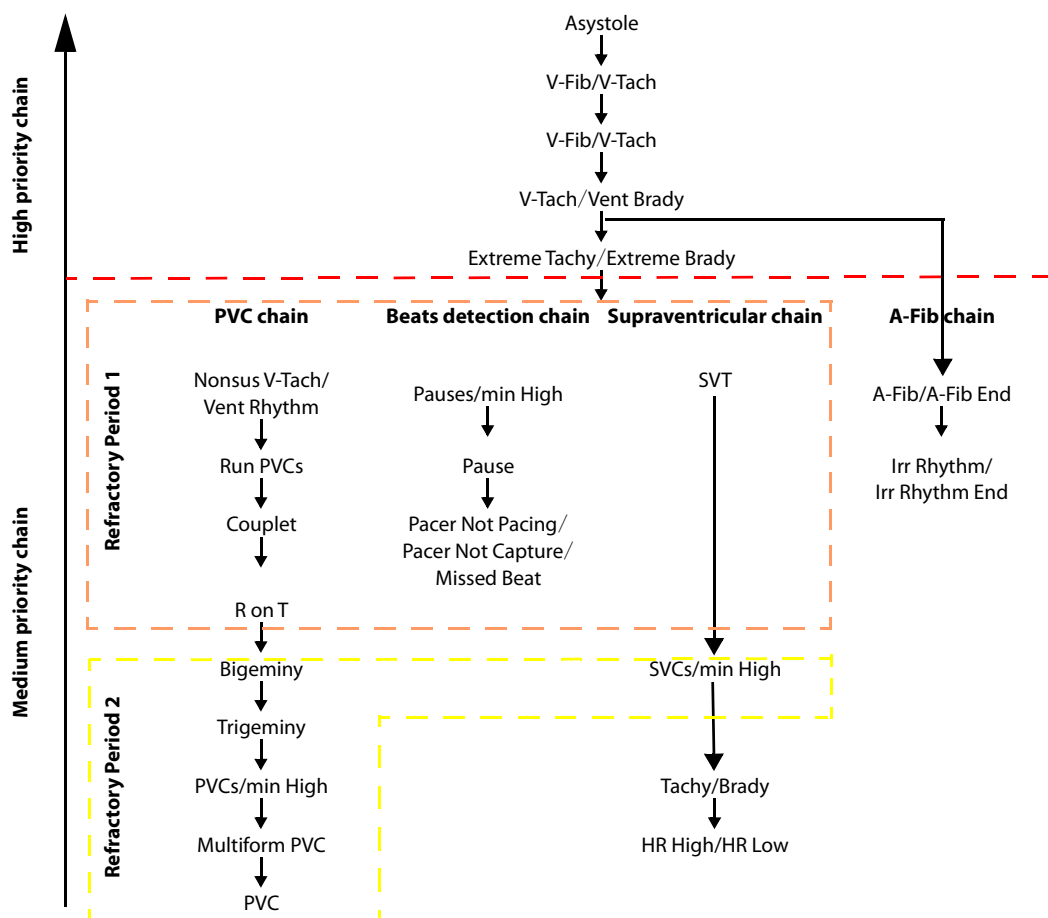 High priority chain
Asystole
V-Fib/V-Tach
V-Fib/V-Tach
V-Tach/Vent Brady
Extreme Tachy/Extreme Brady
Medium priority chain
Refractory Period 1
PVC chain
Nonsus V-Tach/
Vent Rhythm
Run PVCs
Couplet
R on T
Beats detection chain
Pauses/min High
Pause
Pacer Not Pacing/
Pacer Not Capture/
Missed Beat
Supraventricular chain
SVT
A-Fib chain
A-Fib/A-Fib End
Irr Rhythm/
Irr Rhythm End
Refractory Period 2
Bigeminy
Trigeminy
PVCs/min High
Multiform PVC
PVC
SVCs/min High
Tachy/Brady
HR High/HR Low